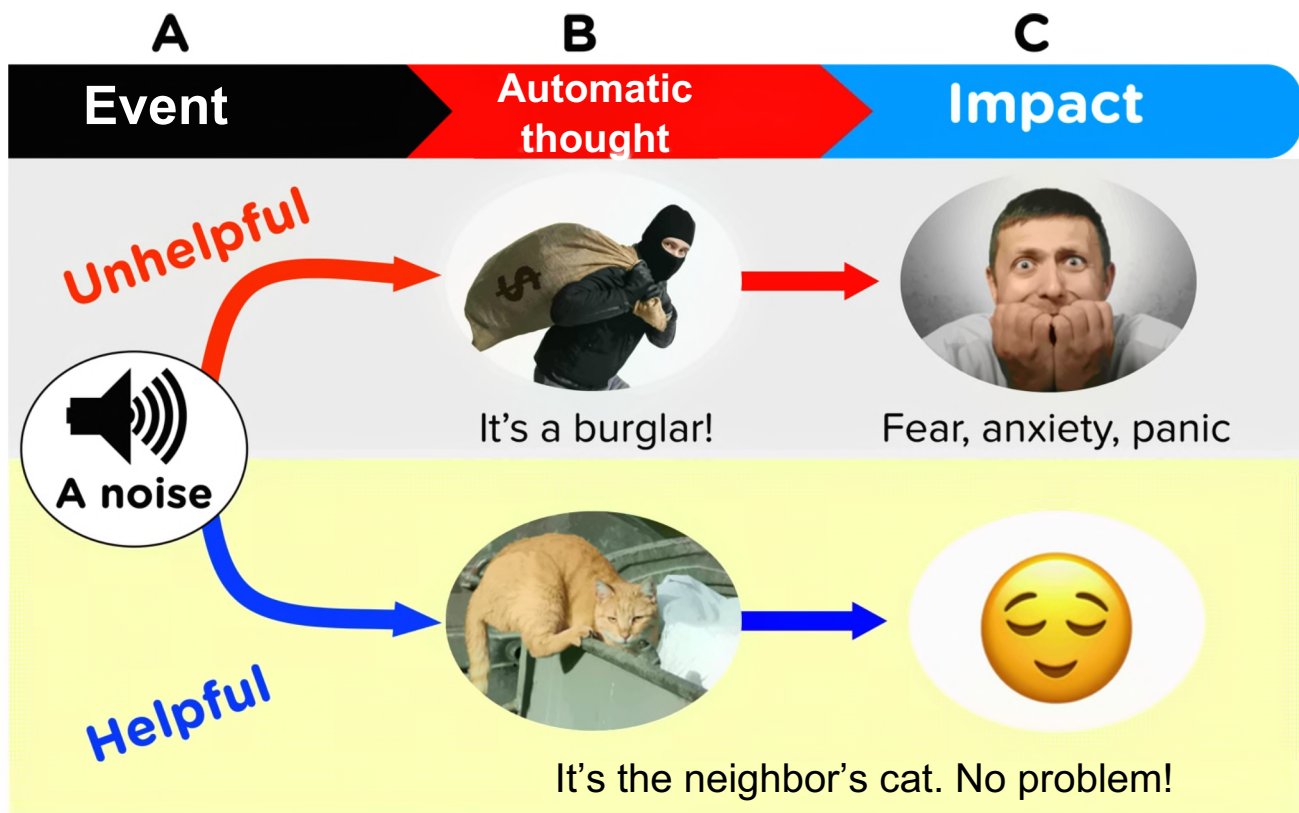 A
B
C
Event
Automatic
thought
Impact
Unhelpful
$
It's a burglar!
Fear, anxiety, panic
A noise
Helpful
It's the neighbor's cat. No problem!